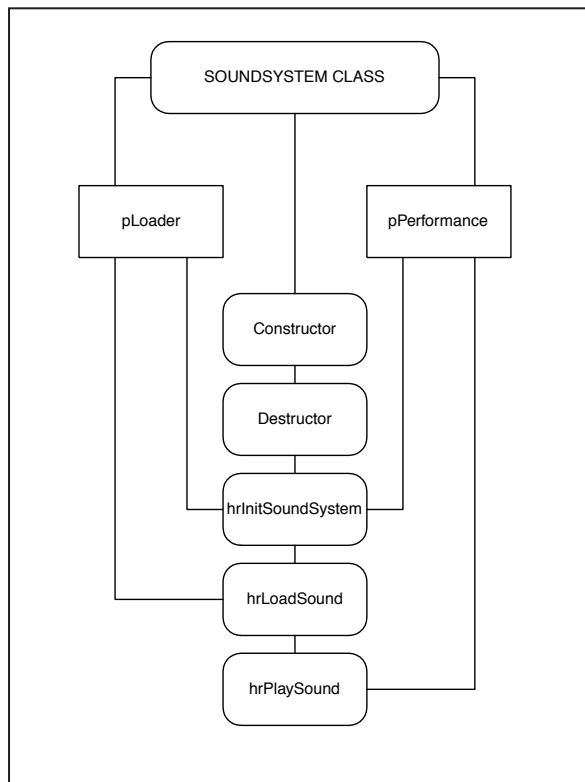 SOUNDSYSTEM CLASS
pLoader
pPerformance
Constructor
Destructor
hrInitSoundSystem
hrLoadSound
hrPlaySound